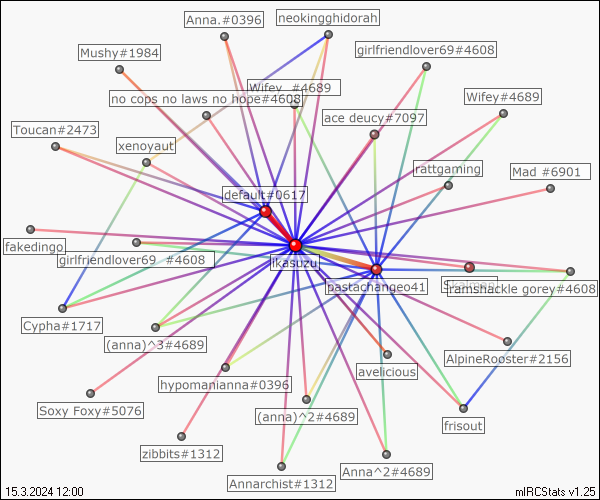 Anna.#0396
neokingghidorah
Mushy#1984
girlfriendlover69#4608
Wifey_#4689
no cops no laws no hope#4608
Wifey#4689
ace deucy#7097
Toucan#2473
xenoyaut
rattgaming
Mad #6901
default#0617
fakedingo
girlfriendlover69_#4608
ikasuzu
pastachangeo41
ramshackle gorey#4608
Cypha#1717
(anna)^3#4689
AlpineRooster#2156
avelicious
hypomanianna#0396
Soxy Foxy#5076
(anna)^2#4689
frisout
zibbits#1312
Anna^2#4689
Annarchist#1312
15.3.2024 12:00
mIRCStats v1.25